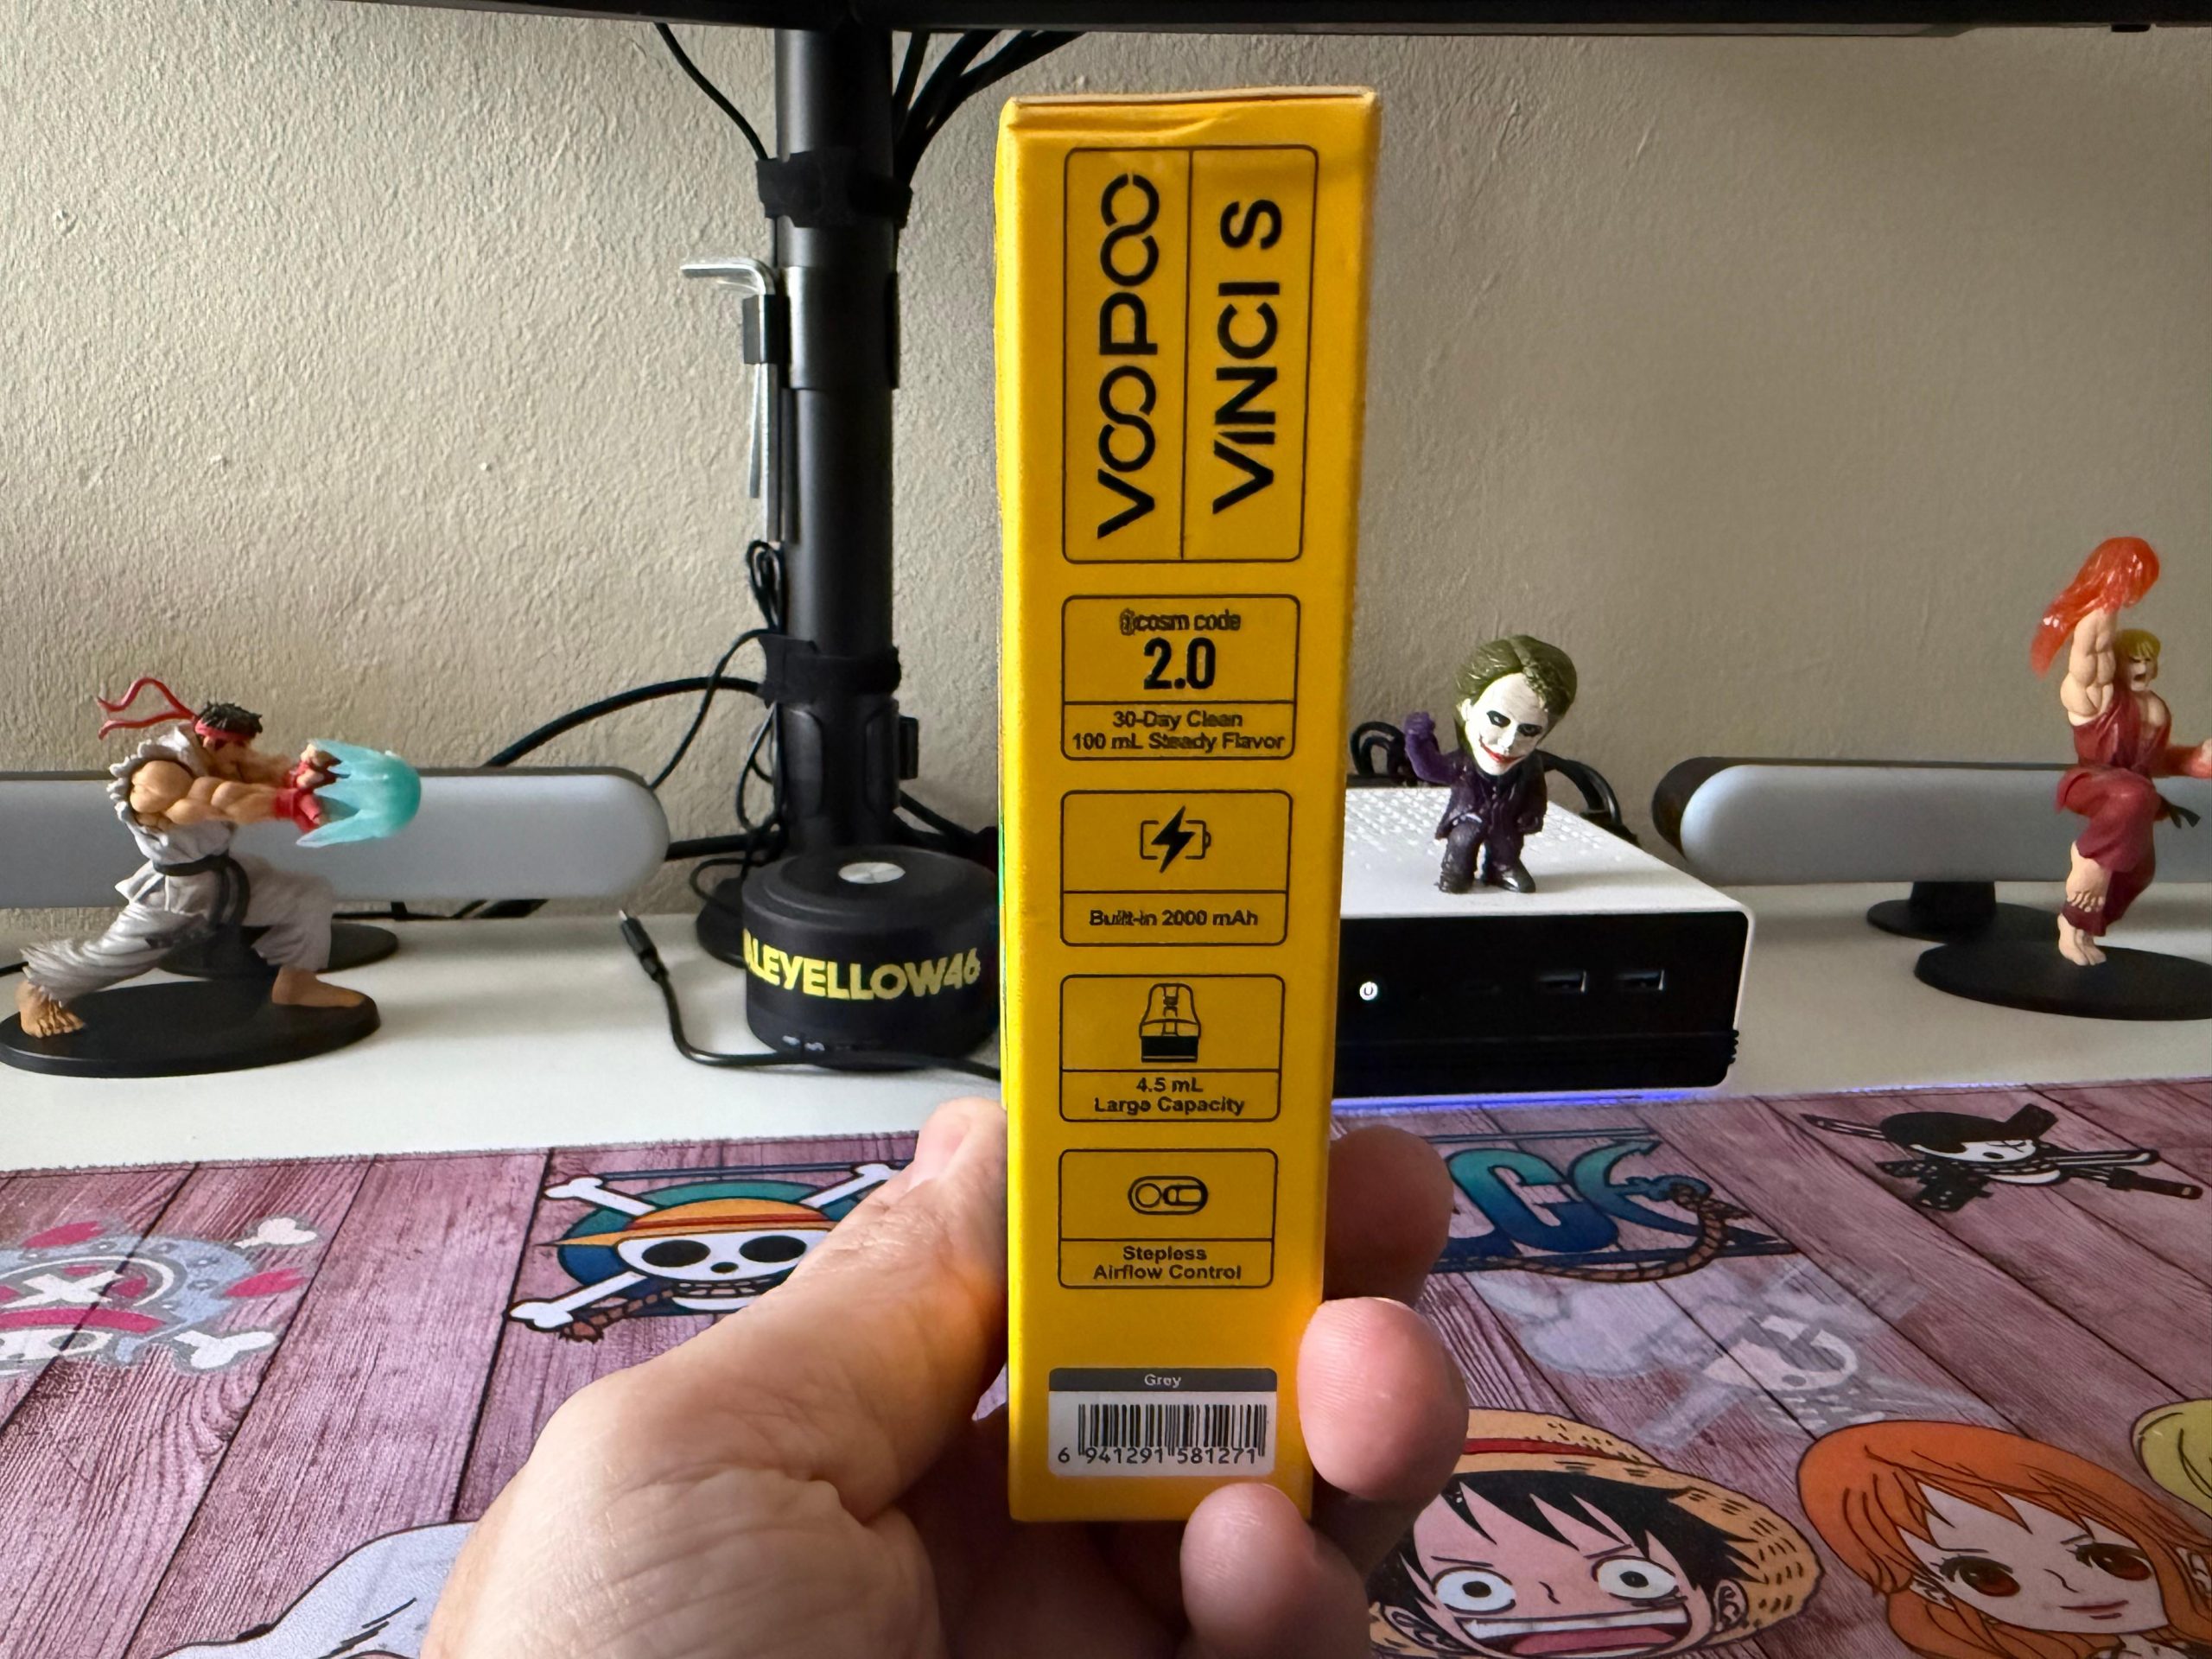 VOOPOO
VINCI S
icosm code
2.0
30-Day Clean
100 mL Steady Flavor
Built-in 2000 mAh
4.5 mL
Large Capacity
Stepless
Airflow Control
Grey
6 941291 581271
ALEYELLOW46